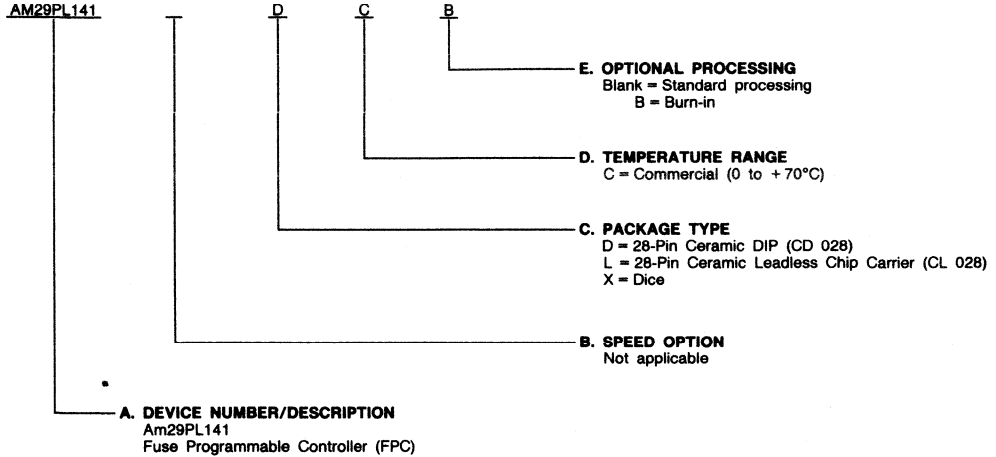 AM29PL141 D C B
E. OPTIONAL PROCESSING
Blank = Standard processing
B = Burn-in
D. TEMPERATURE RANGE
C = Commercial (0 to +70°C)
C. PACKAGE TYPE
D = 28-Pin Ceramic DIP (CD 028)
L = 28-Pin Ceramic Leadless Chip Carrier (CL 028)
X = Dice
B. SPEED OPTION
Not applicable
A. DEVICE NUMBER/DESCRIPTION
Am29PL141
Fuse Programmable Controller (FPC)